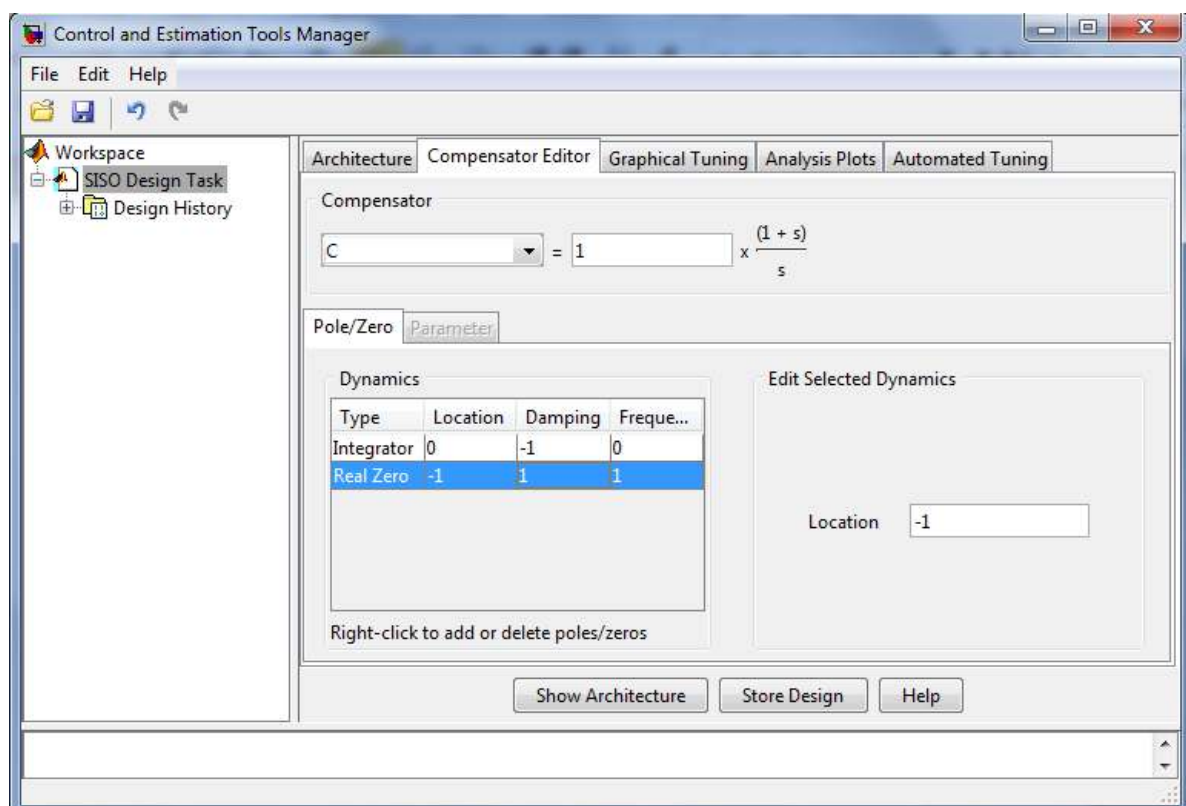 Control and Estimation Tools Manager
File Edit Help
Workspace
SISO Design Task
Design History
Architecture Compensator Editor Graphical Tuning Analysis Plots Automated Tuning
Compensator
C = 1 x (1 + s)
s
Pole/Zero Parameter
Dynamics
Type Location Damping Freque...
Integrator 0 -1 0
Real Zero -1 1 1
Right-click to add or delete poles/zeros
Edit Selected Dynamics
Location -1
Show Architecture Store Design Help